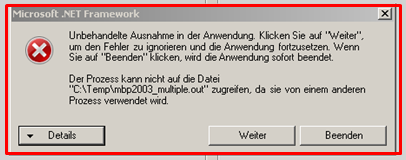 Microsoft .NET Framework
Unbehandelte Ausnahme in der Anwendung. Klicken Sie auf "Weiter",
um den Fehler zu ignorieren und die Anwendung fortzusetzen. Wenn
Sie auf "Beenden" klicken, wird die Anwendung sofort beendet.
Der Prozess kann nicht auf die Datei
"C:\Temp\mbp2003_multiple.out" zugreifen, da sie von einem anderen
Prozess verwendet wird.
Details
Weiter
Beenden